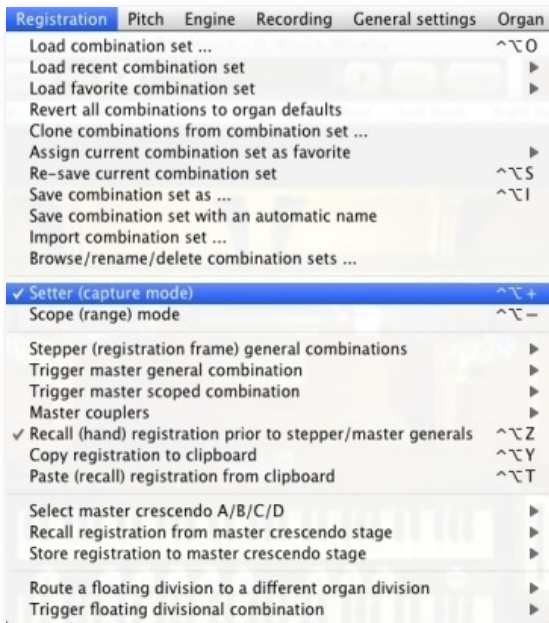 Registration Pitch Engine Recording General settings Organ
Load combination set ... ^⌥O
Load recent combination set ▶
Load favorite combination set ▶
Revert all combinations to organ defaults
Clone combinations from combination set ...
Assign current combination set as favorite ▶
Re-save current combination set ^⌥S
Save combination set as ... ^⌥I
Save combination set with an automatic name
Import combination set ...
Browse/rename/delete combination sets ...
✓ Setter (capture mode) ^⌥+
Scope (range) mode ^⌥−
Stepper (registration frame) general combinations ▶
Trigger master general combination ▶
Trigger master scoped combination ▶
Master couplers ▶
✓ Recall (hand) registration prior to stepper/master generals ^⌥Z
Copy registration to clipboard ^⌥Y
Paste (recall) registration from clipboard ^⌥T
Select master crescendo A/B/C/D ▶
Recall registration from master crescendo stage ▶
Store registration to master crescendo stage ▶
Route a floating division to a different organ division ▶
Trigger floating divisional combination ▶